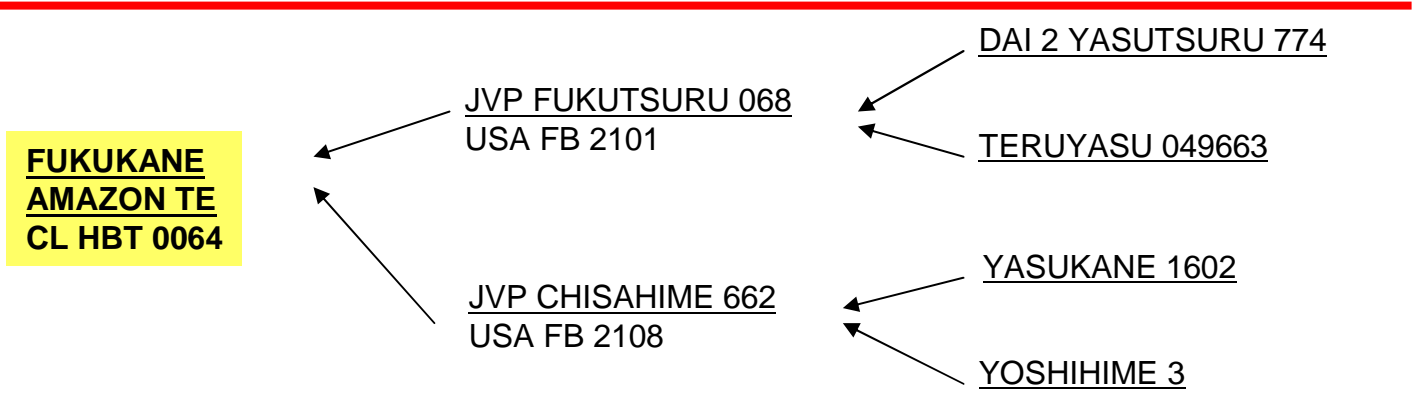 FUKUKANE
AMAZON TE
CL HBT 0064
JVP FUKUTSURU 068
USA FB 2101
JVP CHISAHIME 662
USA FB 2108
DAI 2 YASUTSURU 774
TERUYASU 049663
YASUKANE 1602
YOSHIHIME 3